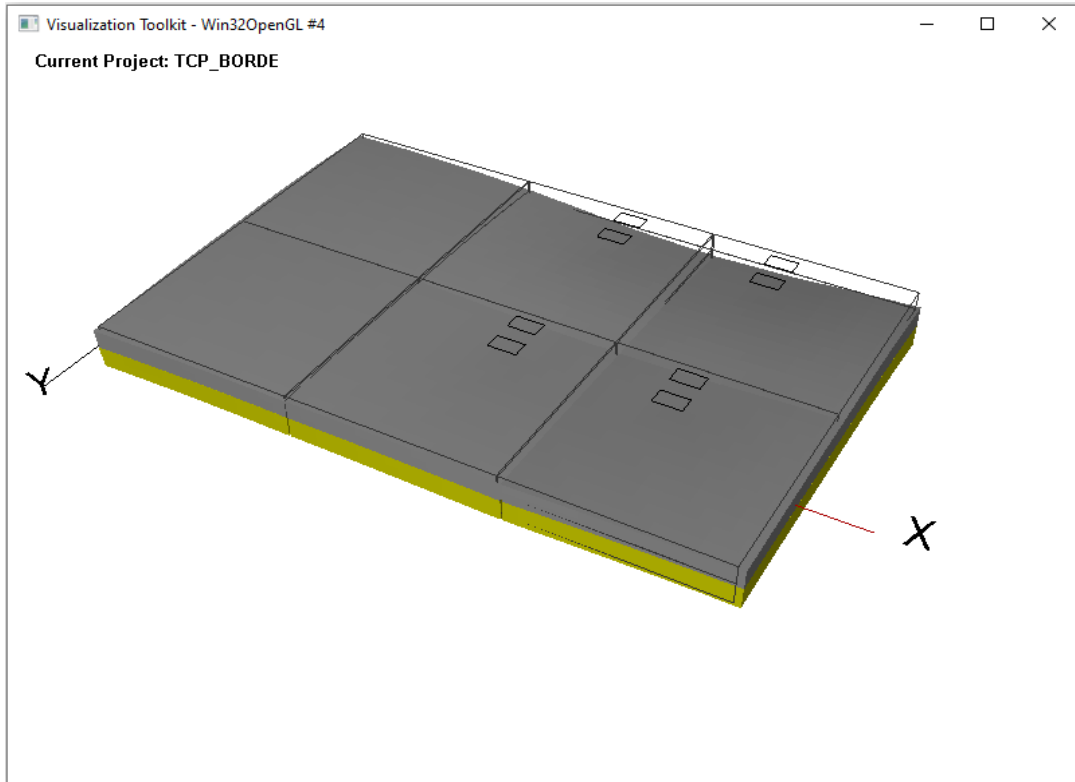 Visualization Toolkit - Win32OpenGL #4
Current Project: TCP_BORDE
Y
X